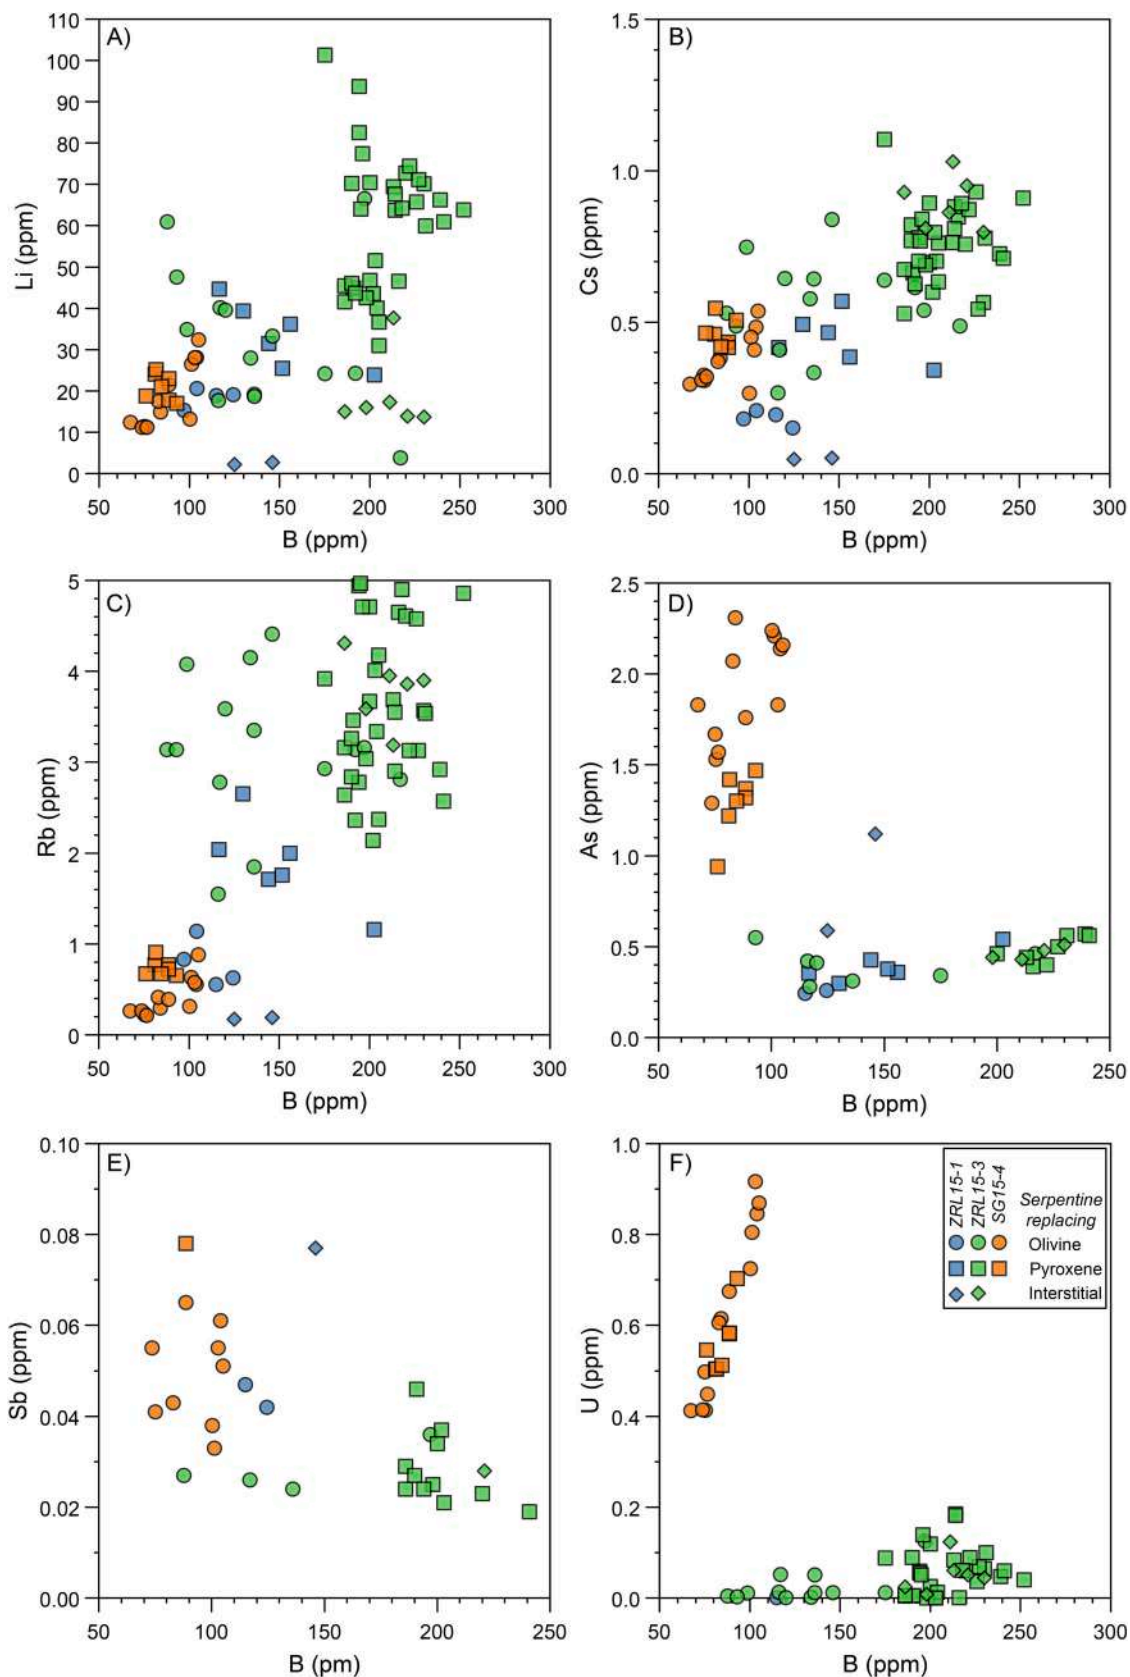 A)
110
100
90
80
70
60
50
40
30
20
10
0
Li (ppm)
50 100 150 200 250 300
B (ppm)
B)
1.5
1.0
0.5
0.0
Cs (ppm)
50 100 150 200 250 300
B (ppm)
C)
5
4
3
2
1
0
Rb (ppm)
50 100 150 200 250 300
B (ppm)
D)
2.5
2.0
1.5
1.0
0.5
0.0
As (ppm)
50 100 150 200 250
B (ppm)
E)
0.10
0.08
0.06
0.04
0.02
0.00
Sb (ppm)
50 100 150 200 250
B (pm)
F)
1.0
0.8
0.6
0.4
0.2
0.0
U (ppm)
50 100 150 200 250 300
B (ppm)
ZRL15-1
ZRL15-3
SG15-4
Serpentine
replacing
Olivine
Pyroxene
Interstitial